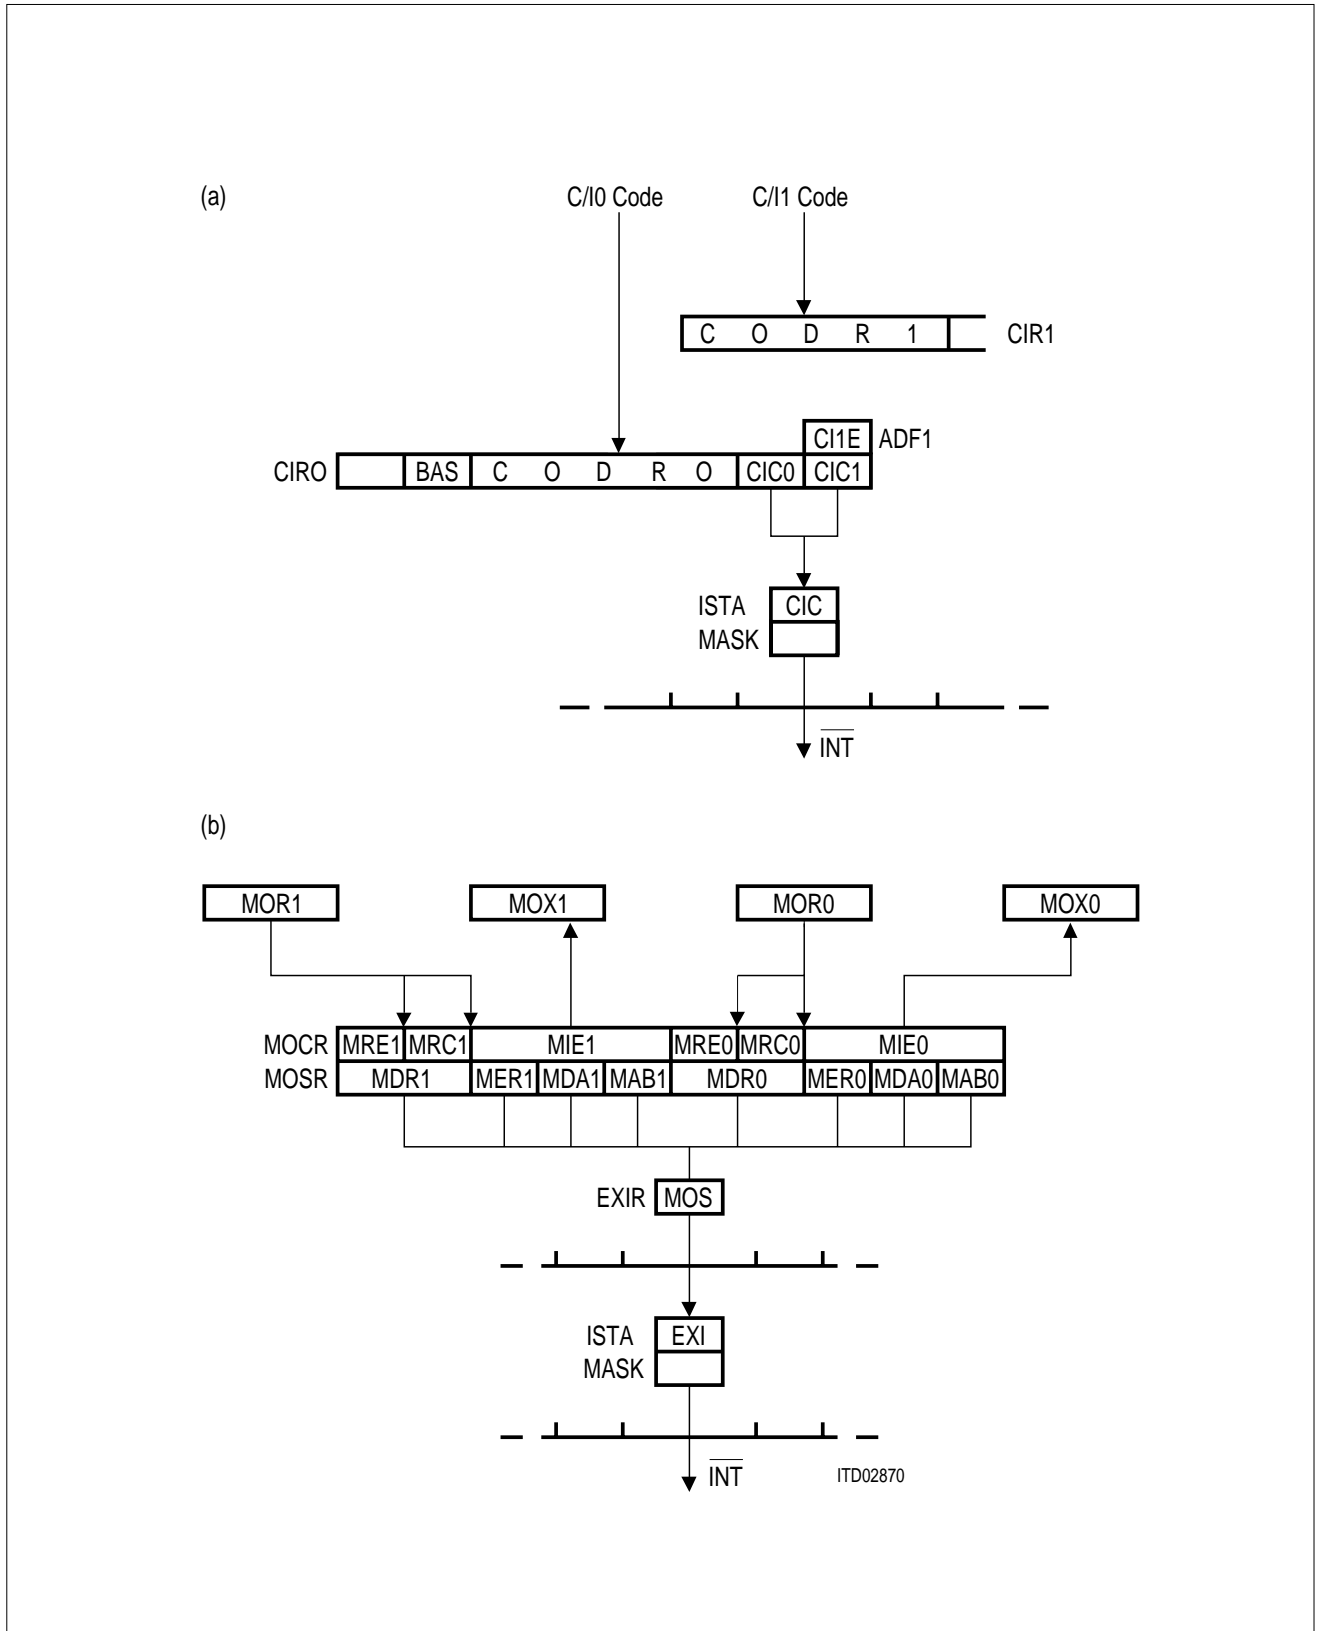 (a)
C/I0 Code C/I1 Code
C O D R 1 CIR1
CI1E ADF1
CIRO BAS C O D R O CIC0 CIC1
ISTA CIC
MASK
INT
(b)
MOR1 MOX1 MOR0 MOX0
MOCR MRE1 MRC1 MIE1 MRE0 MRC0 MIE0
MOSR MDR1 MER1 MDA1 MAB1 MDR0 MER0 MDA0 MAB0
EXIR MOS
ISTA EXI
MASK
INT
ITD02870